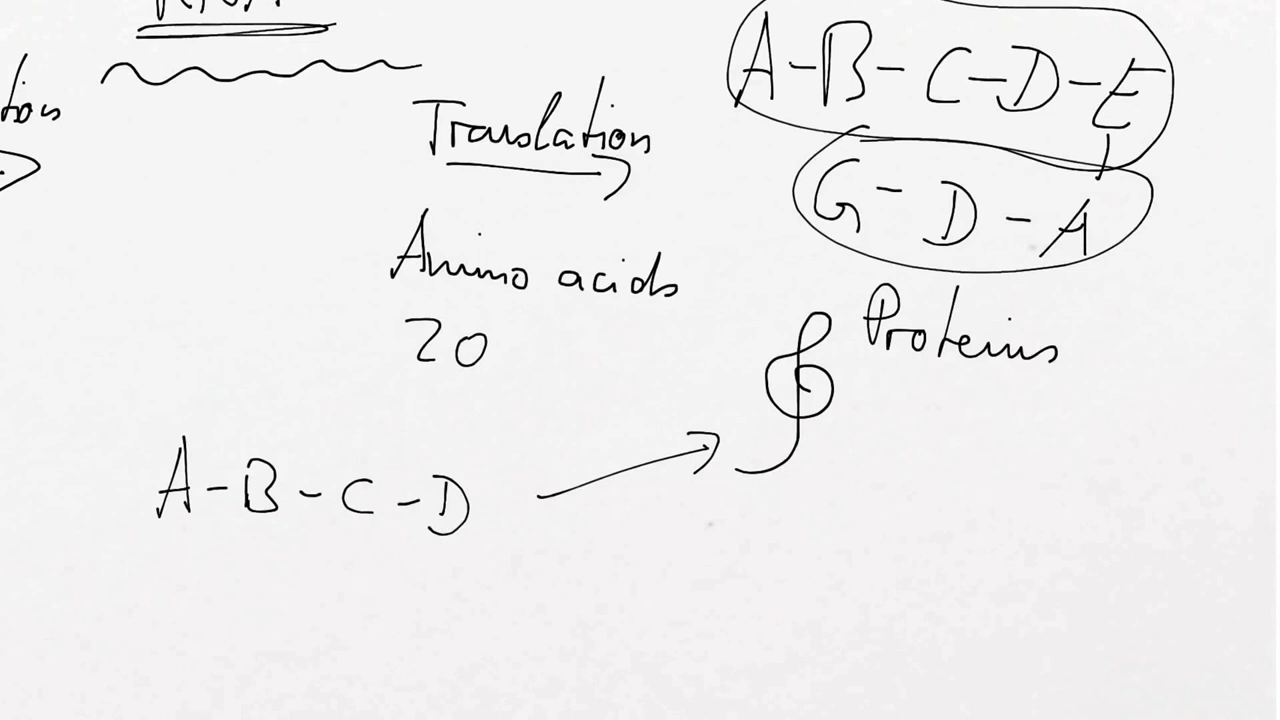 A-B-C-D-E
Translation
G-D-A
Amino acids
20
Proteins
A-B-C-D